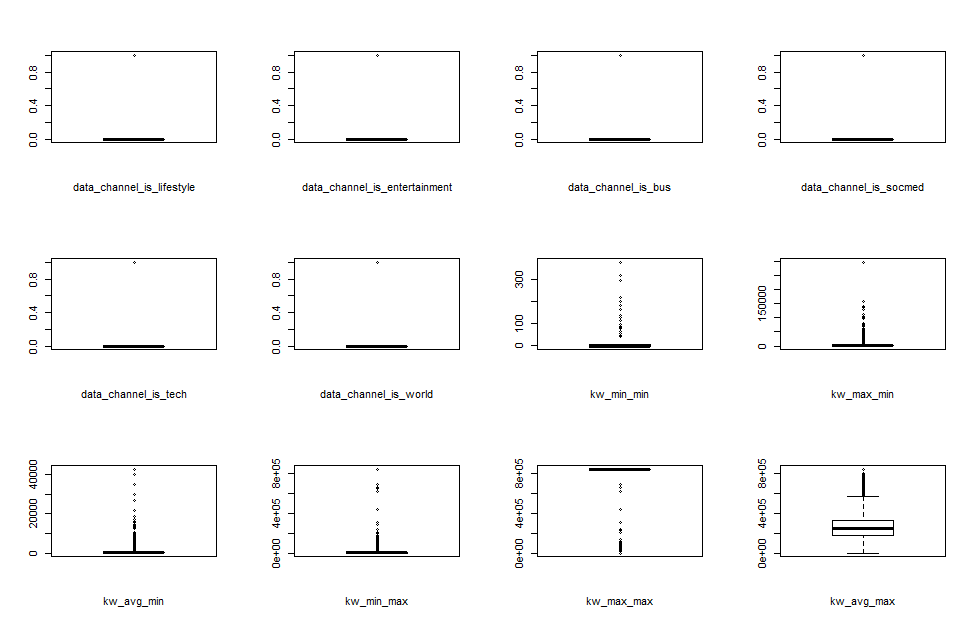 0.0 0.4 0.8
data_channel_is_lifestyle
0.0 0.4 0.8
data_channel_is_entertainment
0.0 0.4 0.8
data_channel_is_bus
0.0 0.4 0.8
data_channel_is_socmed
0.0 0.4 0.8
data_channel_is_tech
0.0 0.4 0.8
data_channel_is_world
0 100 300
kw_min_min
0 150000
kw_max_min
0 20000 40000
kw_avg_min
0e+00 4e+05 8e+05
kw_min_max
0e+00 4e+05 8e+05
kw_max_max
0e+00 4e+05 8e+05
kw_avg_max